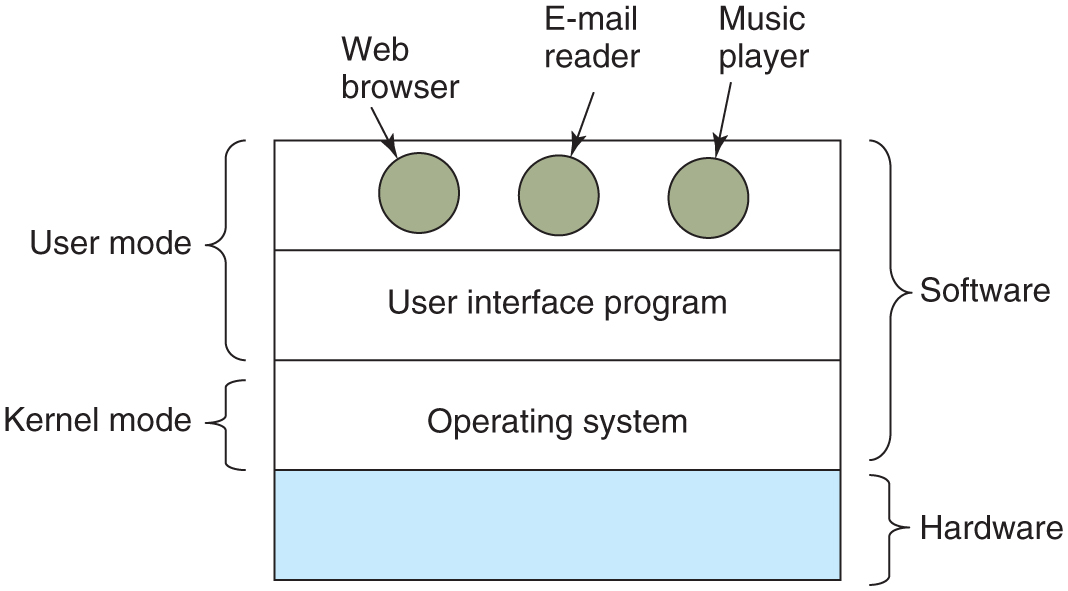 Web
browser
E-mail
reader
Music
player
User mode
User interface program
Software
Kernel mode
Operating system
Hardware